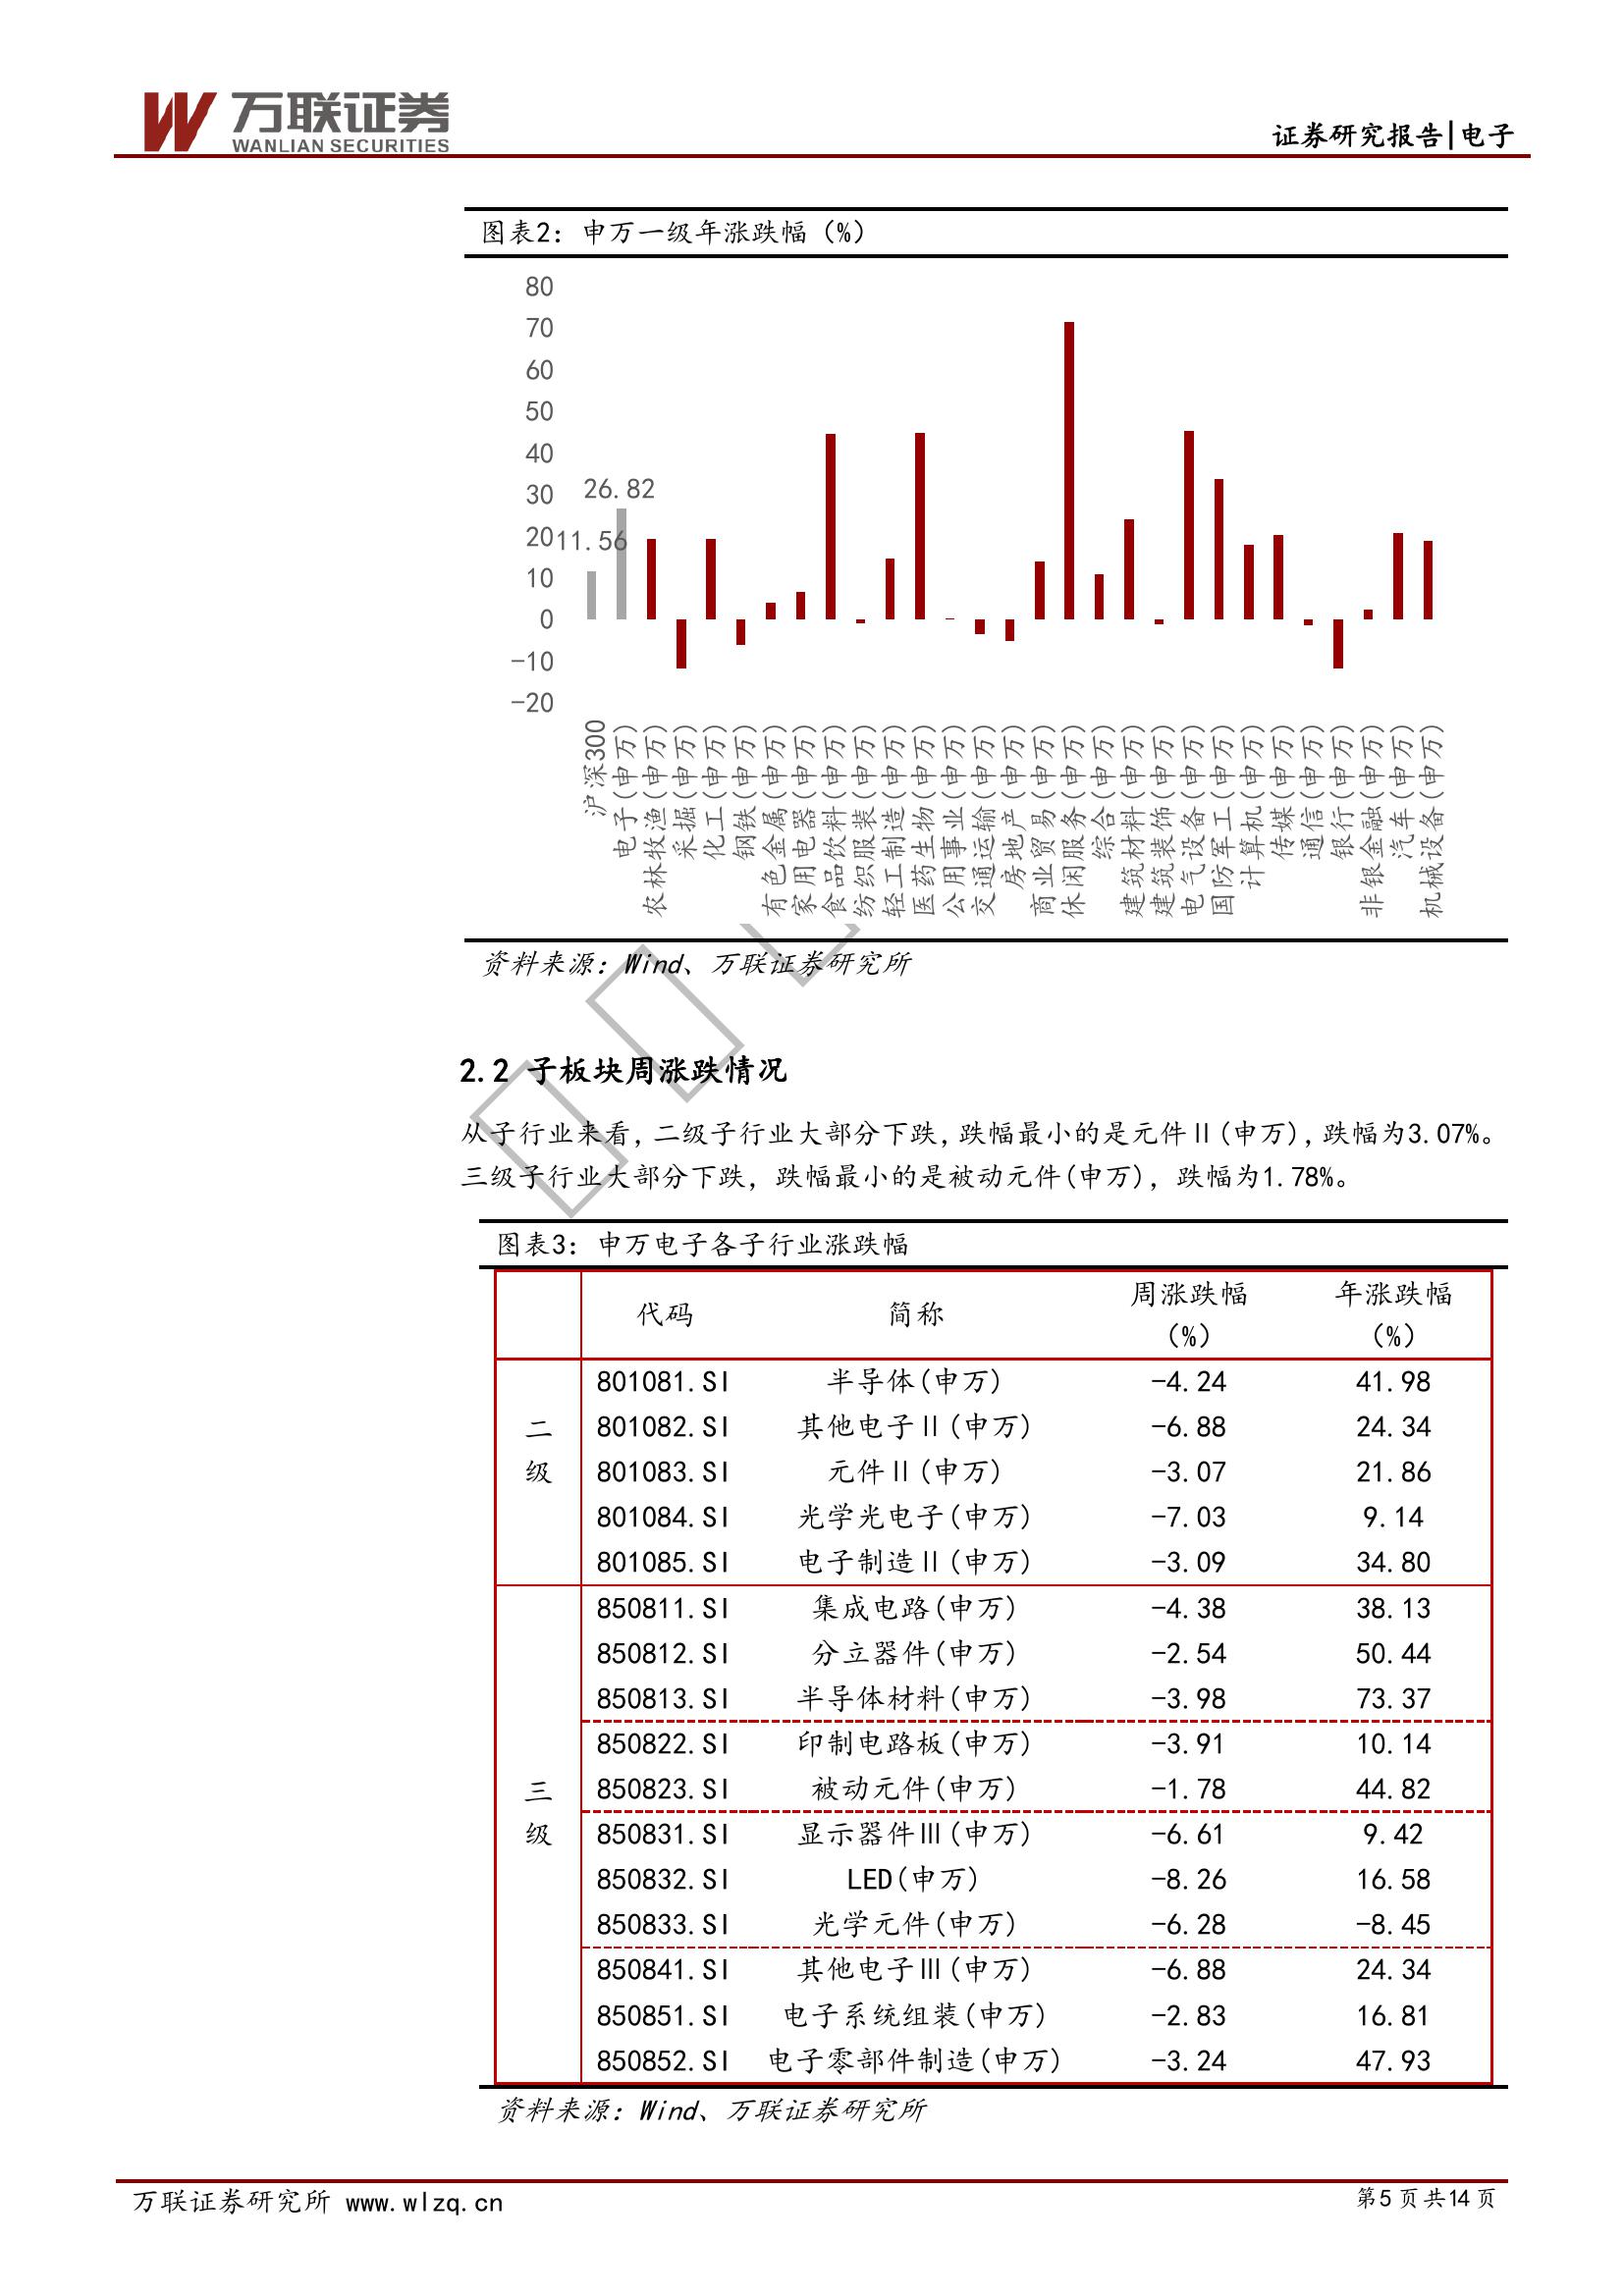 万联证券
WANLIAN SECURITIES
证券研究报告|电子
图表2：申万一级年涨跌幅（%）
80
70
60
50
40
30
20
10
0
-10
-20
26.82
11.56
沪深300
电子(申万)
农林牧渔(申万)
采掘(申万)
化工(申万)
钢铁(申万)
有色金属(申万)
家用电器(申万)
食品饮料(申万)
纺织服装(申万)
轻工制造(申万)
医药生物(申万)
公用事业(申万)
交通运输(申万)
房地产(申万)
商业贸易(申万)
休闲服务(申万)
综合(申万)
建筑材料(申万)
建筑装饰(申万)
电气设备(申万)
国防军工(申万)
计算机(申万)
传媒(申万)
通信(申万)
银行(申万)
非银金融(申万)
汽车(申万)
机械设备(申万)
资料来源：Wind、万联证券研究所
2.2 子板块周涨跌情况
从子行业来看,二级子行业大部分下跌,跌幅最小的是元件Ⅱ(申万),跌幅为3.07%。
三级子行业大部分下跌，跌幅最小的是被动元件(申万)，跌幅为1.78%。
图表3：申万电子各子行业涨跌幅
代码 简称 周涨跌幅(%) 年涨跌幅(%)
二级
801081.SI 半导体(申万) -4.24 41.98
801082.SI 其他电子Ⅱ(申万) -6.88 24.34
801083.SI 元件Ⅱ(申万) -3.07 21.86
801084.SI 光学光电子(申万) -7.03 9.14
801085.SI 电子制造Ⅱ(申万) -3.09 34.80
三级
850811.SI 集成电路(申万) -4.38 38.13
850812.SI 分立器件(申万) -2.54 50.44
850813.SI 半导体材料(申万) -3.98 73.37
850822.SI 印制电路板(申万) -3.91 10.14
850823.SI 被动元件(申万) -1.78 44.82
850831.SI 显示器件Ⅲ(申万) -6.61 9.42
850832.SI LED(申万) -8.26 16.58
850833.SI 光学元件(申万) -6.28 -8.45
850841.SI 其他电子Ⅲ(申万) -6.88 24.34
850851.SI 电子系统组装(申万) -2.83 16.81
850852.SI 电子零部件制造(申万) -3.24 47.93
资料来源：Wind、万联证券研究所
万联证券研究所 www.wlzq.cn
第5页共14页